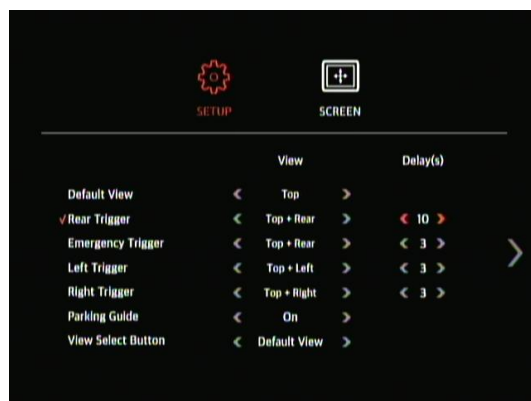 SETUP SCREEN
View Delay(s)
Default View Top
Rear Trigger Top + Rear 10
Emergency Trigger Top + Rear 3
Left Trigger Top + Left 3
Right Trigger Top + Right 3
Parking Guide On
View Select Button Default View